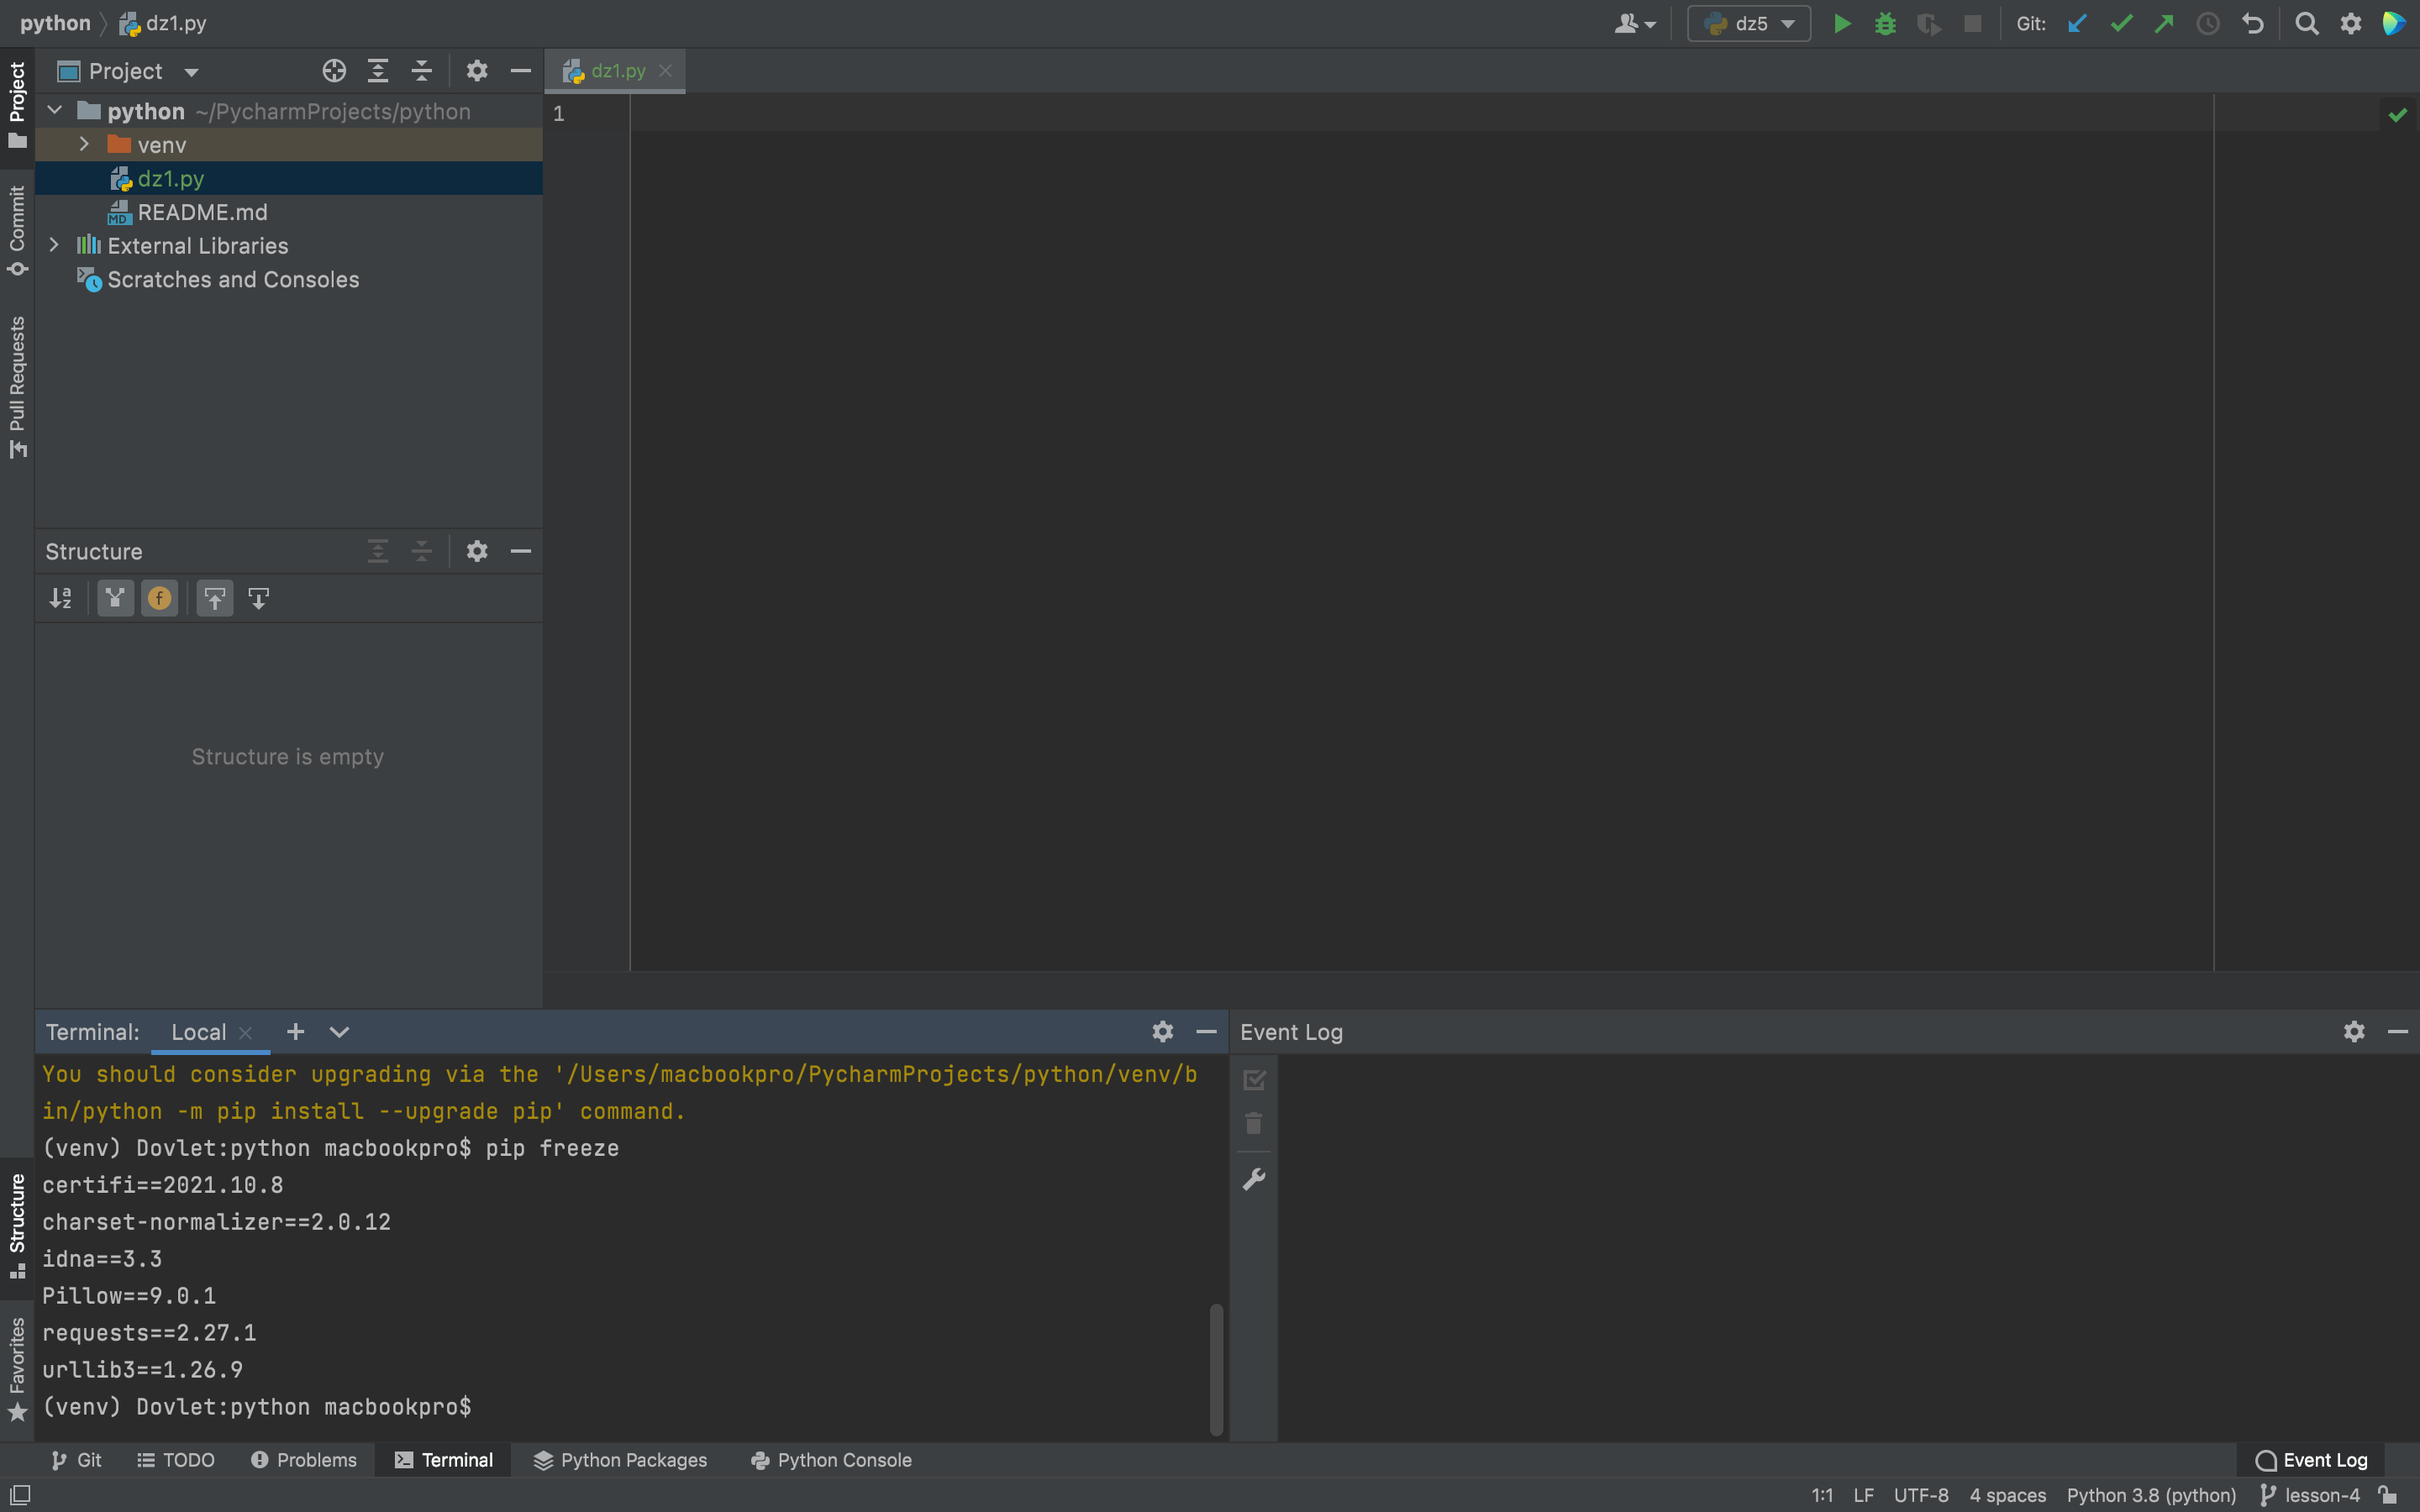 python dz1.py
dz5
Git:
Project
dz1.py
Project
Commit
Pull Requests
Structure
Favorites
python ~/PycharmProjects/python
venv
dz1.py
README.md
External Libraries
Scratches and Consoles
1
Structure
Structure is empty
Terminal: Local
You should consider upgrading via the '/Users/macbookpro/PycharmProjects/python/venv/b
in/python -m pip install --upgrade pip' command.
(venv) Dovlet:python macbookpro$ pip freeze
certifi==2021.10.8
charset-normalizer==2.0.12
idna==3.3
Pillow==9.0.1
requests==2.27.1
urllib3==1.26.9
(venv) Dovlet:python macbookpro$
Event Log
Git TODO Problems Terminal Python Packages Python Console Event Log
1:1 LF UTF-8 4 spaces Python 3.8 (python) lesson-4